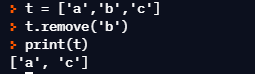 > t = ['a','b','c']
> t.remove('b')
> print(t)
['a', 'c']